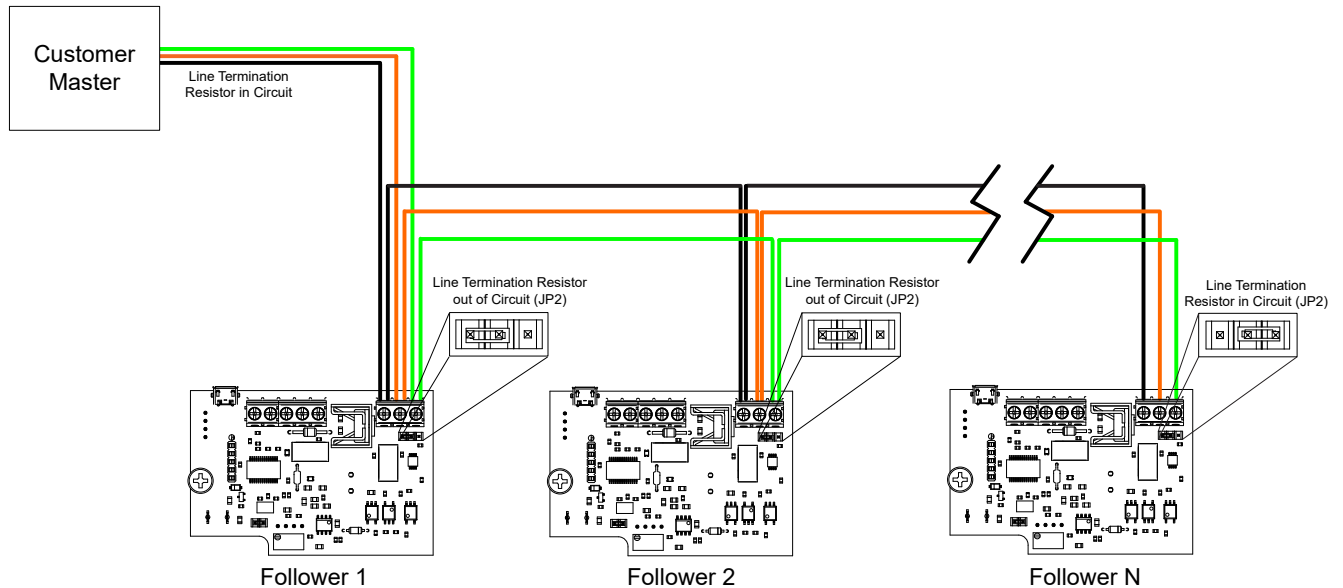 Customer
Master
Line Termination
Resistor in Circuit
Line Termination Resistor
out of Circuit (JP2)
Line Termination Resistor
out of Circuit (JP2)
Line Termination
Resistor in Circuit (JP2)
Follower 1
Follower 2
Follower N